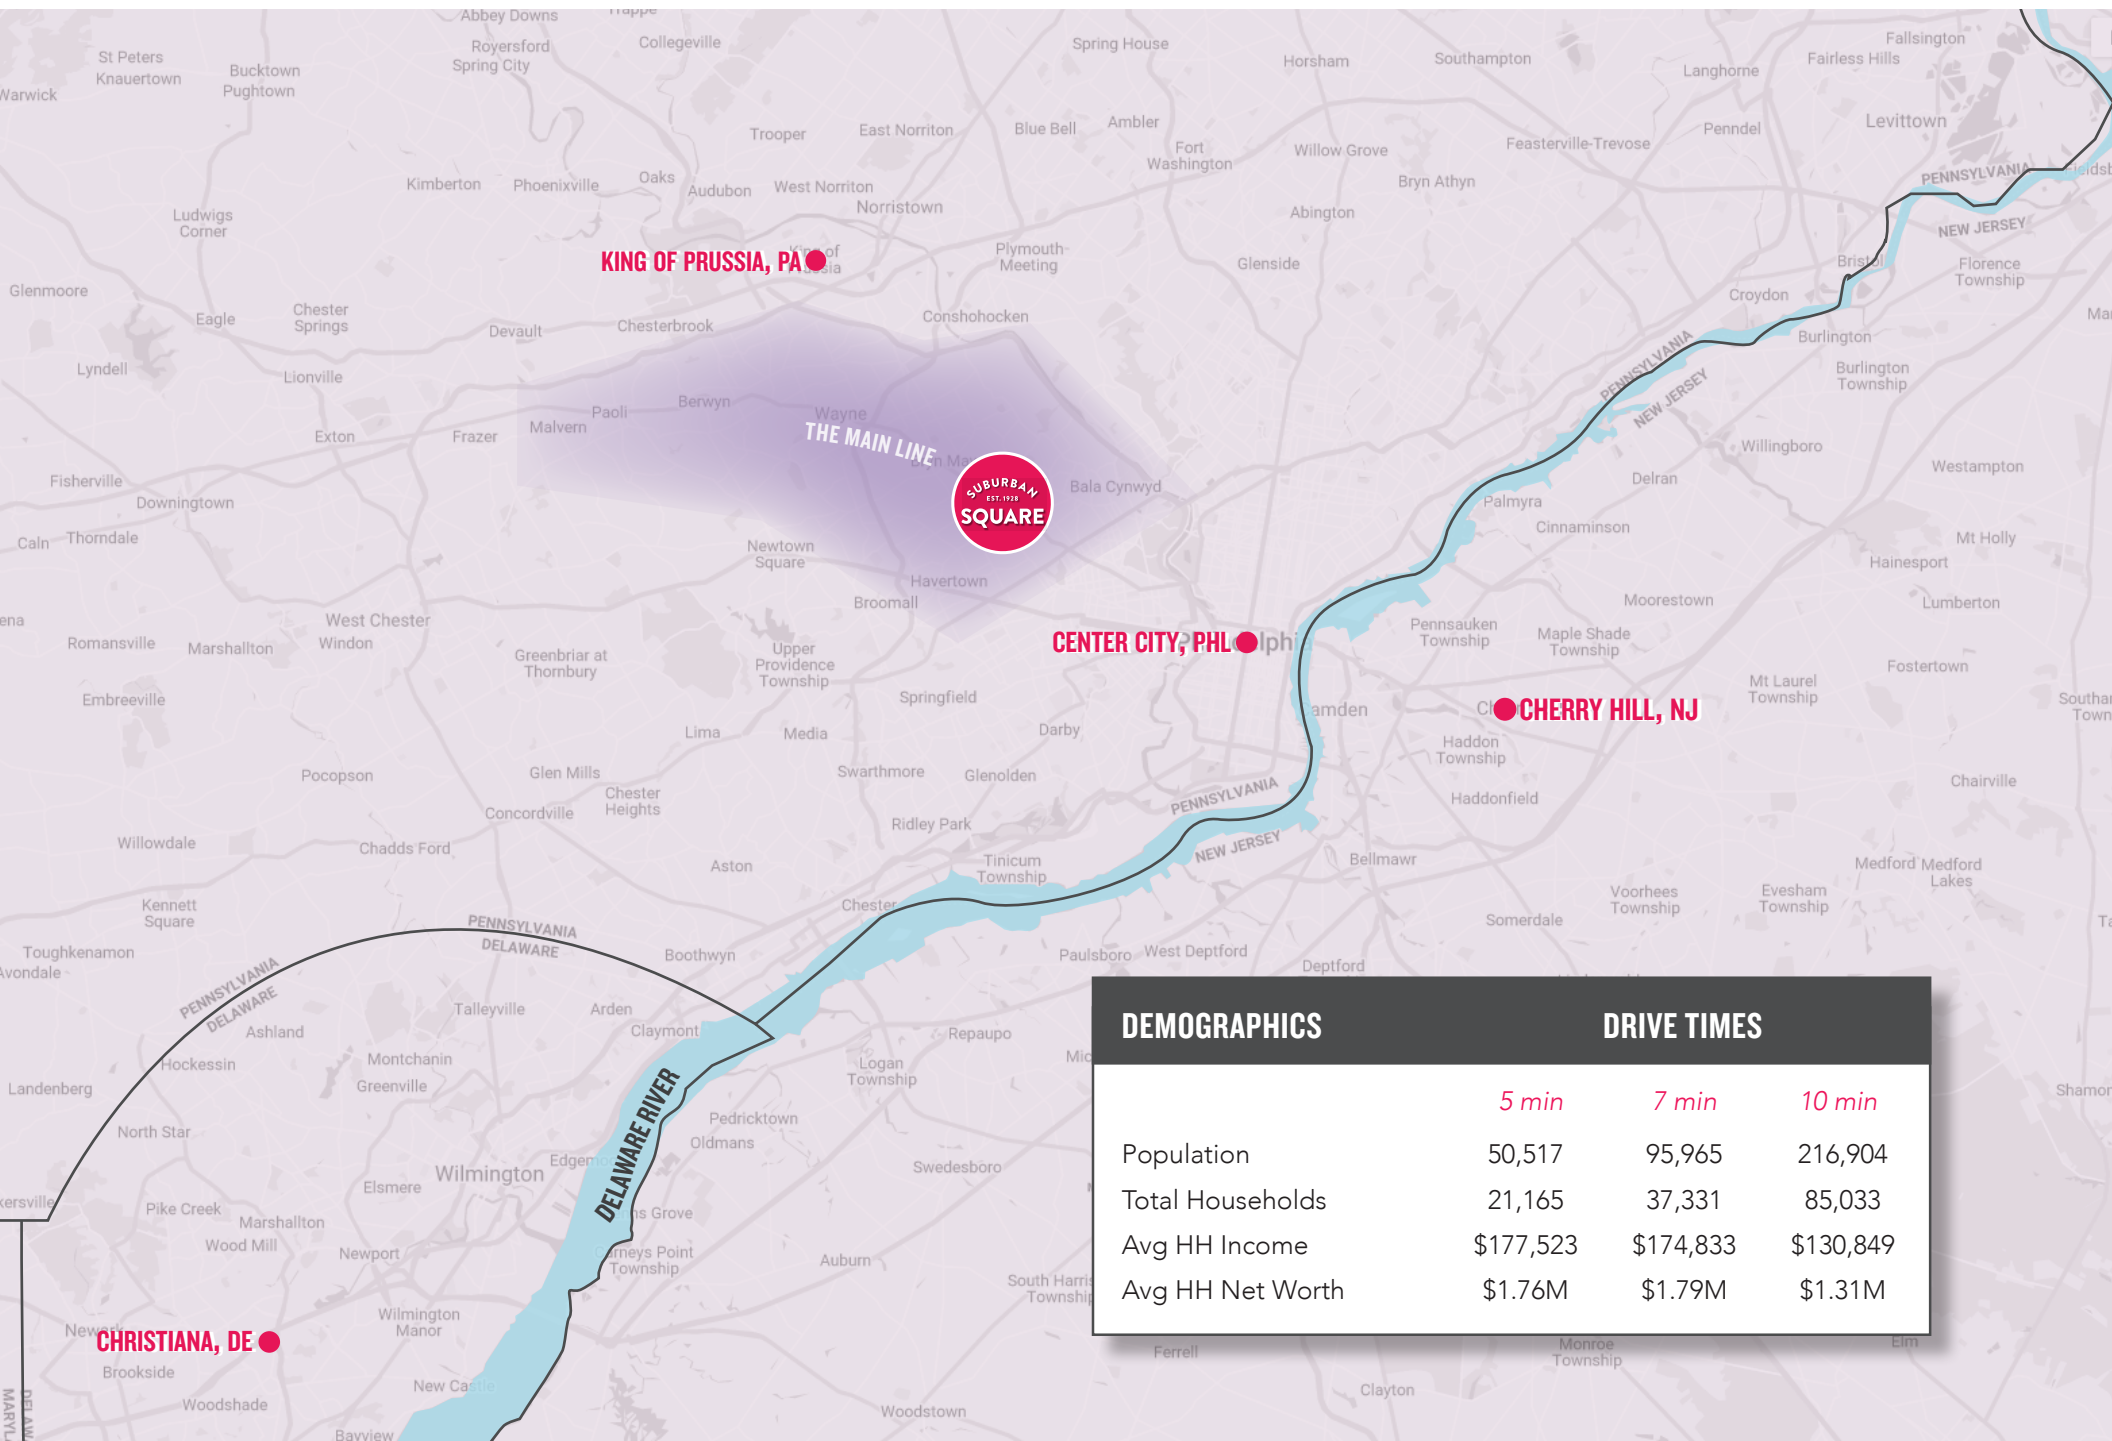 Abbey Downs
Trappe
Royersford
Spring City
Collegeville
Spring House
Horsham
Southampton
Langhorne
Fallsington
Fairless Hills
St Peters
Knauertown
Bucktown
Pughtown
Warwick
Trooper
East Norriton
Blue Bell
Ambler
Fort
Washington
Willow Grove
Feasterville-Trevose
Penndel
Levittown
Kimberton
Phoenixville
Oaks
Audubon
West Norriton
Norristown
Bryn Athyn
PENNSYLVANIA
NEW JERSEY
Ludwigs
Corner
Abington
Plymouth
Meeting
Glenside
KING OF PRUSSIA, PA
Bristol
Florence
Township
Glenmoore
Eagle
Chester
Springs
Devault
Chesterbrook
Conshohocken
Croydon
Burlington
Burlington
Township
Lyndell
Lionville
PENNSYLVANIA
NEW JERSEY
Paoli
Berwyn
Wayne
Malvern
Exton
Frazer
THE MAIN LINE
SUBURBAN
EST. 1928
SQUARE
Bala Cynwyd
Willingboro
Westampton
Delran
Fisherville
Downingtown
Palmyra
Cinnaminson
Caln
Thorndale
Newtown
Square
Mt Holly
Hainesport
Havertown
Broomall
Moorestown
Lumberton
West Chester
Windon
Romansville
Marshallton
Greenbriar at
Thornbury
Upper
Providence
Township
CENTER CITY, PHL
Pennsauken
Township
Maple Shade
Township
Fostertown
Embreeville
Springfield
Mt Laurel
Township
CHERRY HILL, NJ
Lima
Media
Darby
Haddon
Township
Pocopson
Glen Mills
Swarthmore
Glenolden
Chairville
Chester
Heights
Concordville
PENNSYLVANIA
NEW JERSEY
Haddonfield
Ridley Park
Willowdale
Chadds Ford
Aston
Tinicum
Township
Bellmawr
Medford
Medford
Lakes
Voorhees
Township
Evesham
Township
Kennett
Square
Chester
Somerdale
PENNSYLVANIA
DELAWARE
Toughkenamon
Avondale
Boothwyn
Paulsboro
West Deptford
Deptford
PENNSYLVANIA
DELAWARE
Ashland
Talleyville
Arden
Claymont
Repaupo
Hockessin
Montchanin
Greenville
Logan
Township
Landenberg
North Star
DELAWARE RIVER
Pedricktown
Oldmans
Wilmington
Elsmere
Swedesboro
Pike Creek
Marshallton
Wood Mill
Newport
Carneys Point
Township
Auburn
Wilmington
Manor
CHRISTIANA, DE
Brookside
New Castle
Woodshade
Bayview
Woodstown
Ferrell
Clayton
Monroe
Township
Elm
DEMOGRAPHICS DRIVE TIMES
5 min 7 min 10 min
Population 50,517 95,965 216,904
Total Households 21,165 37,331 85,033
Avg HH Income $177,523 $174,833 $130,849
Avg HH Net Worth $1.76M $1.79M $1.31M